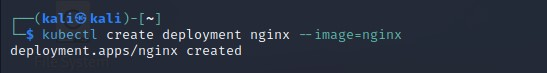 ┌──(kali㉿kali)-[~]
└─$ kubectl create deployment nginx --image=nginx
deployment.apps/nginx created